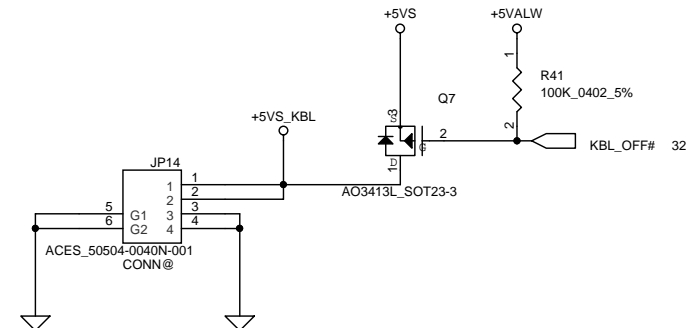 +5VS
+5VALW
1
R41
100K_0402_5%
2
Q7
3
S
G
2
D
1
AO3413L_SOT23-3
KBL_OFF# 32
+5VS_KBL
JP14
1 1
2 2
5 G1 3 3
6 G2 4 4
ACES_50504-0040N-001
CONN@